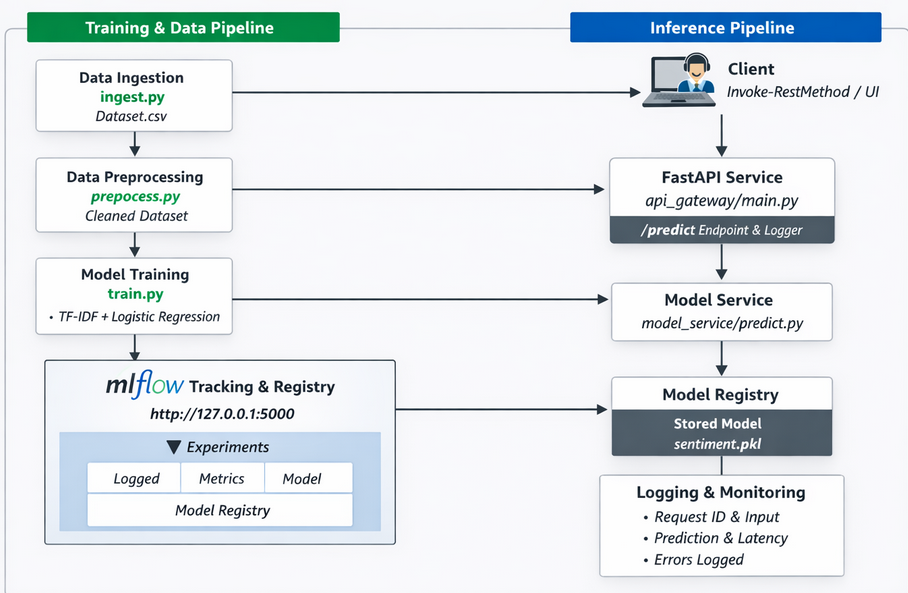 Training & Data Pipeline
Data Ingestion
ingest.py
Dataset.csv
Data Preprocessing
prepocess.py
Cleaned Dataset
Model Training
train.py
• TF-IDF + Logistic Regression
mlflow Tracking & Registry
http://127.0.0.1:5000
▼ Experiments
Logged Metrics Model
Model Registry
Inference Pipeline
Client
Invoke-RestMethod / UI
FastAPI Service
api_gateway/main.py
/predict Endpoint & Logger
Model Service
model_service/predict.py
Model Registry
Stored Model
sentiment.pkl
Logging & Monitoring
• Request ID & Input
• Prediction & Latency
• Errors Logged